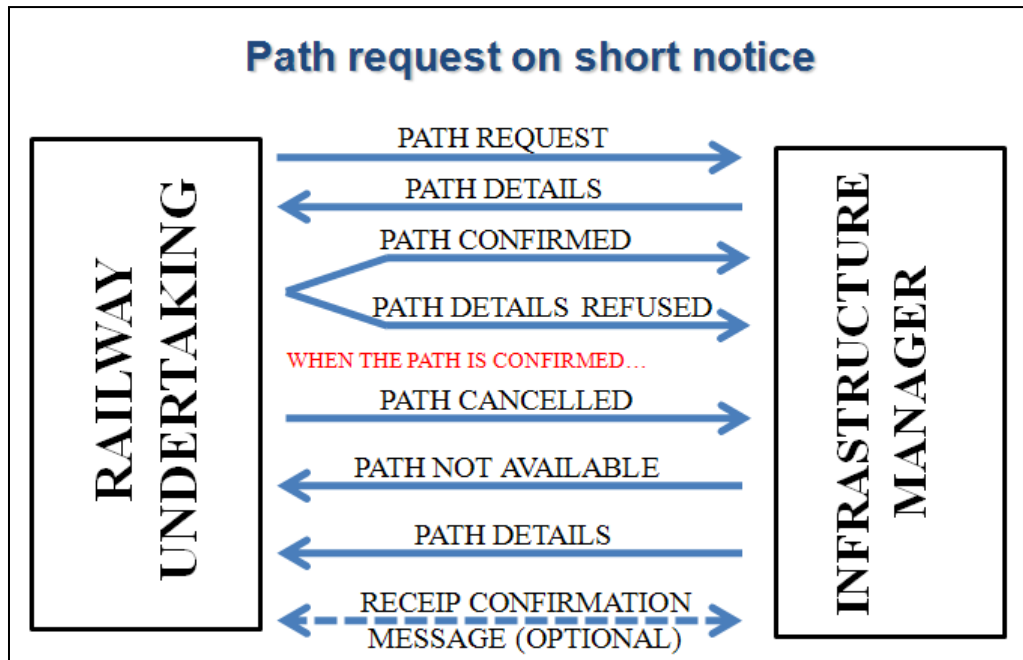 Path request on short notice
PATH REQUEST
PATH DETAILS
PATH CONFIRMED
PATH DETAILS REFUSED
WHEN THE PATH IS CONFIRMED…
PATH CANCELLED
PATH NOT AVAILABLE
PATH DETAILS
RECEIP CONFIRMATION
MESSAGE (OPTIONAL)
RAILWAY
UNDERTAKING
INFRASTRUCTURE
MANAGER